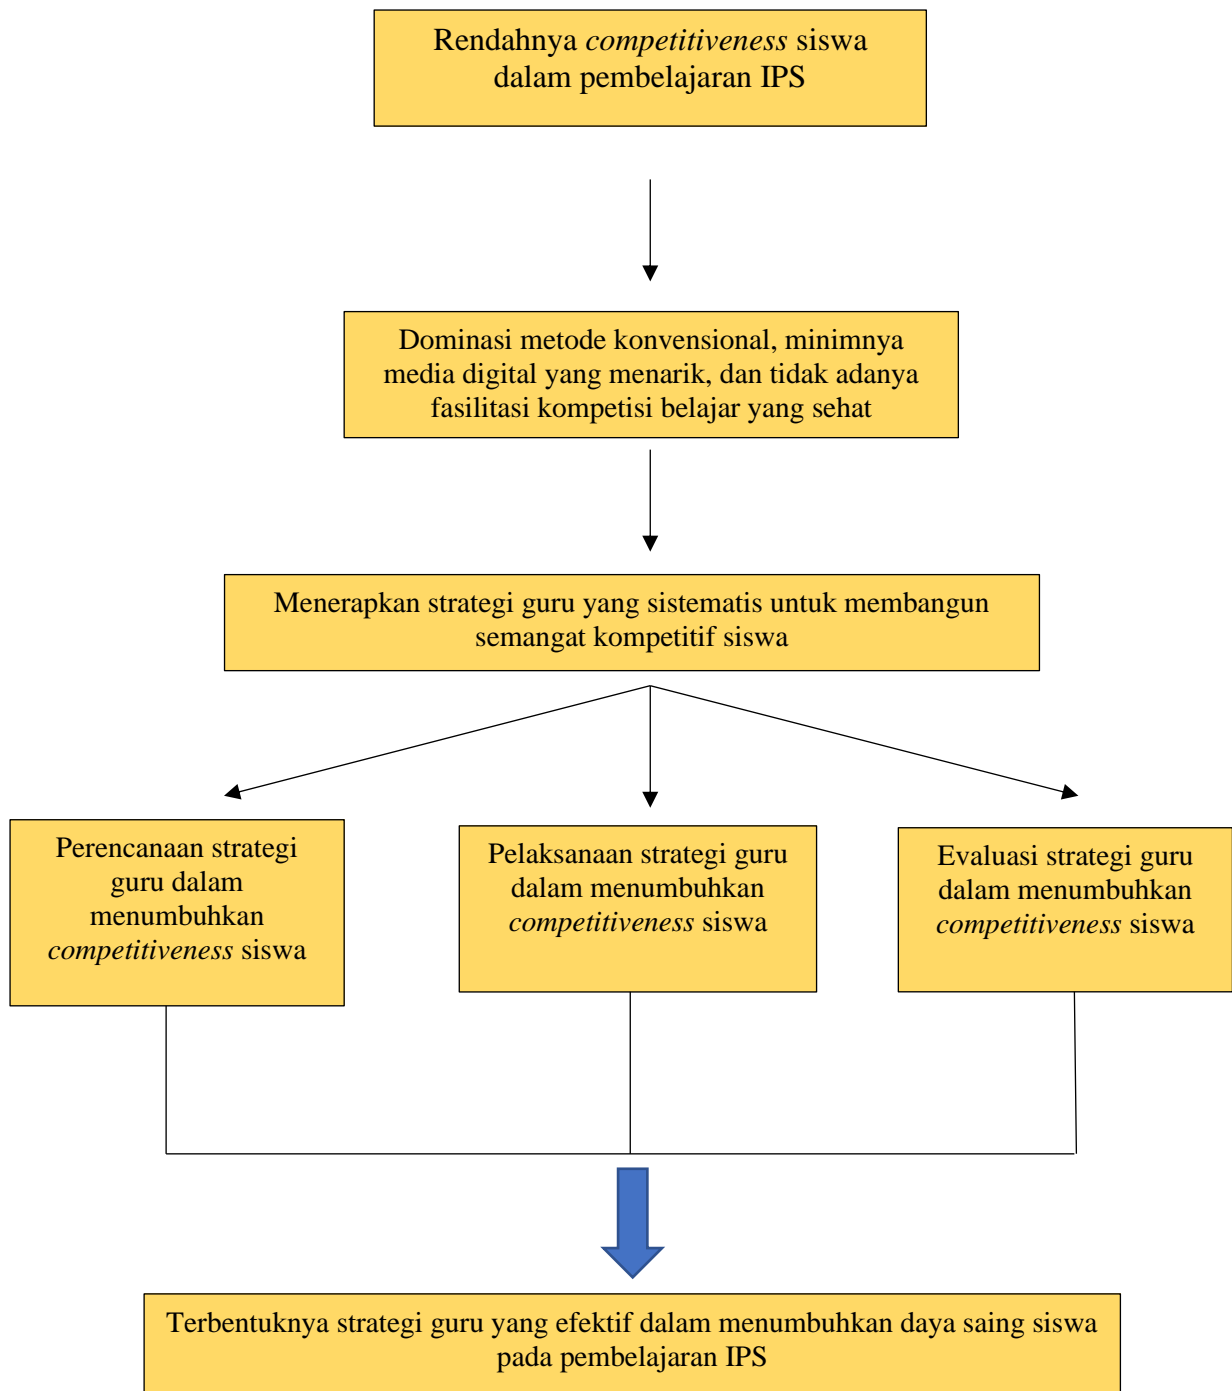 Rendahnya competitiveness siswa
dalam pembelajaran IPS
Dominasi metode konvensional, minimnya
media digital yang menarik, dan tidak adanya
fasilitasi kompetisi belajar yang sehat
Menerapkan strategi guru yang sistematis untuk membangun
semangat kompetitif siswa
Perencanaan strategi
guru dalam
menumbuhkan
competitiveness siswa
Pelaksanaan strategi guru
dalam menumbuhkan
competitiveness siswa
Evaluasi strategi guru
dalam menumbuhkan
competitiveness siswa
Terbentuknya strategi guru yang efektif dalam menumbuhkan daya saing siswa
pada pembelajaran IPS